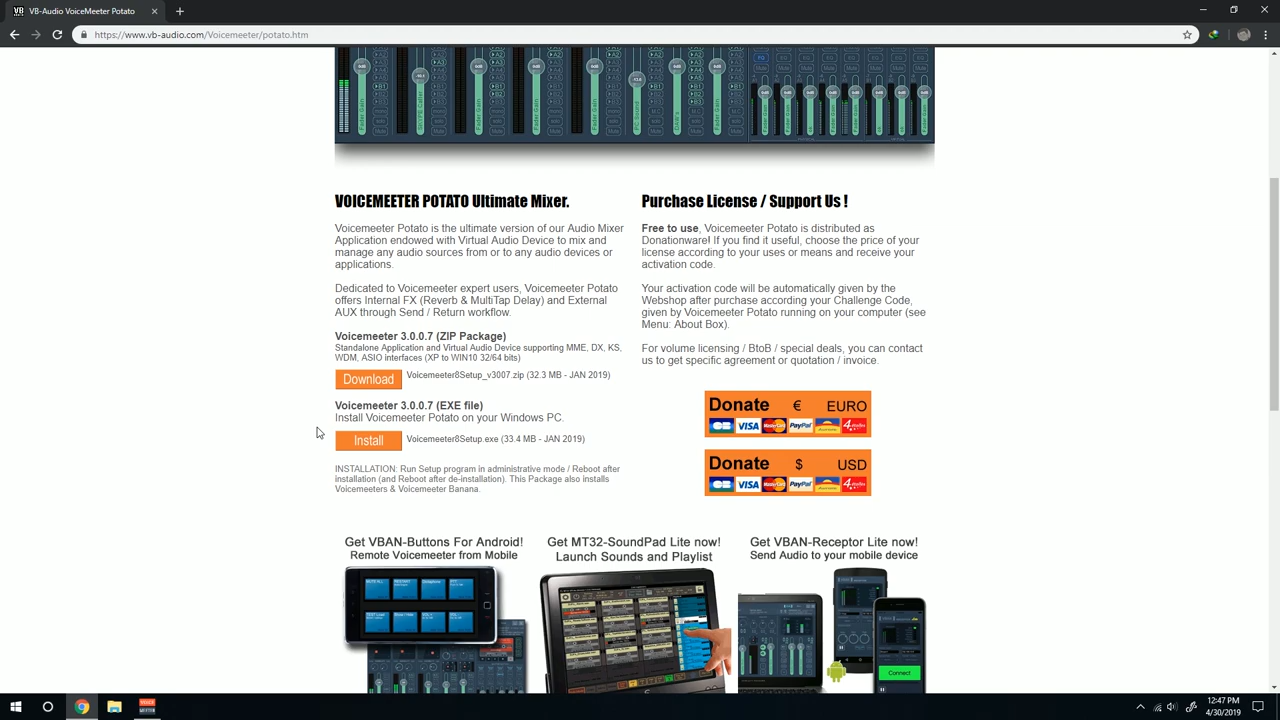 VB-Audio VoiceMeeter Potato
https://www.vb-audio.com/Voicemeeter/potato.htm
VOICEMEETER POTATO Ultimate Mixer.
Voicemeeter Potato is the ultimate version of our Audio Mixer
Application endowed with Virtual Audio Device to mix and
manage any audio sources from or to any audio devices or
applications.
Dedicated to Voicemeeter expert users, Voicemeeter Potato
offers Internal FX (Reverb & MultiTap Delay) and External
AUX through Send / Return workflow.
Voicemeeter 3.0.0.7 (ZIP Package)
Standalone Application and Virtual Audio Device supporting MME, DX, KS,
WDM, ASIO interfaces (XP to WIN10 32/64 bits)
Download Voicemeeter8Setup_v3007.zip (32.3 MB - JAN 2019)
Voicemeeter 3.0.0.7 (EXE file)
Install Voicemeeter Potato on your Windows PC.
Install Voicemeeter8Setup.exe (33.4 MB - JAN 2019)
INSTALLATION: Run Setup program in administrative mode / Reboot after
installation (and Reboot after de-installation). This Package also installs
Voicemeeters & Voicemeeter Banana.
Purchase License / Support Us !
Free to use, Voicemeeter Potato is distributed as
Donationware! If you find it useful, choose the price of your
license according to your uses or means and receive your
activation code.
Your activation code will be automatically given by the
Webshop after purchase according your Challenge Code,
given by Voicemeeter Potato running on your computer (see
Menu: About Box).
For volume licensing / BtoB / special deals, you can contact
us to get specific agreement or quotation / invoice.
Donate € EURO
VISA MasterCard PayPal
Donate $ USD
VISA MasterCard PayPal
Get VBAN-Buttons For Android!
Remote Voicemeeter from Mobile
Get MT32-SoundPad Lite now!
Launch Sounds and Playlist
Get VBAN-Receptor Lite now!
Send Audio to your mobile device
Connect
12:47 PM
4/30/2019